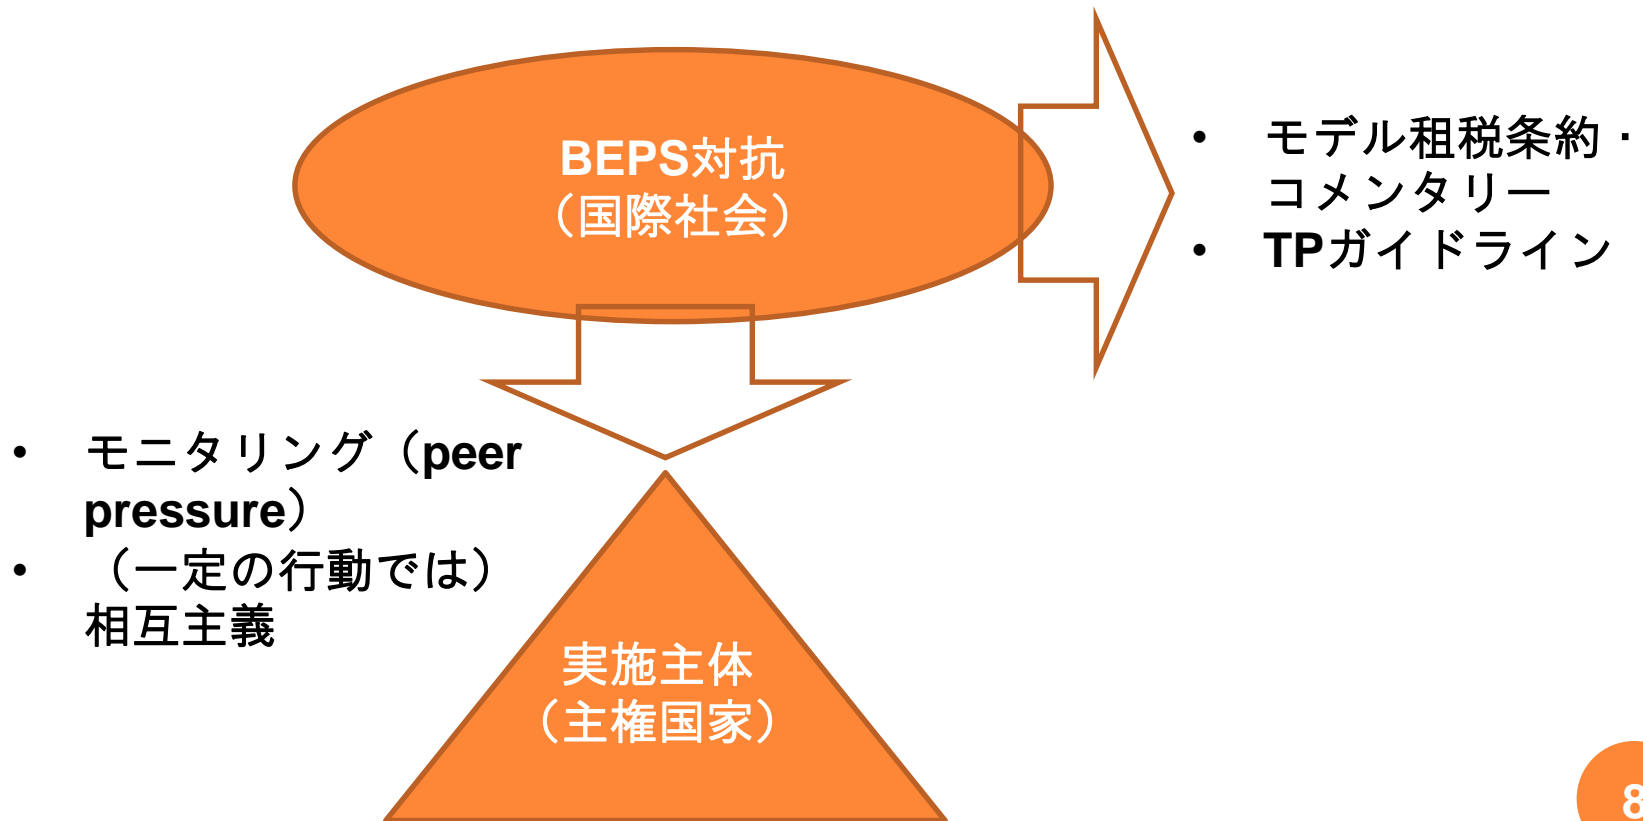 BEPS対抗
（国際社会）
• モデル租税条約・
コメンタリー
• TPガイドライン
• モニタリング（peer
pressure）
• （一定の行動では）
相互主義
実施主体
（主権国家）
8